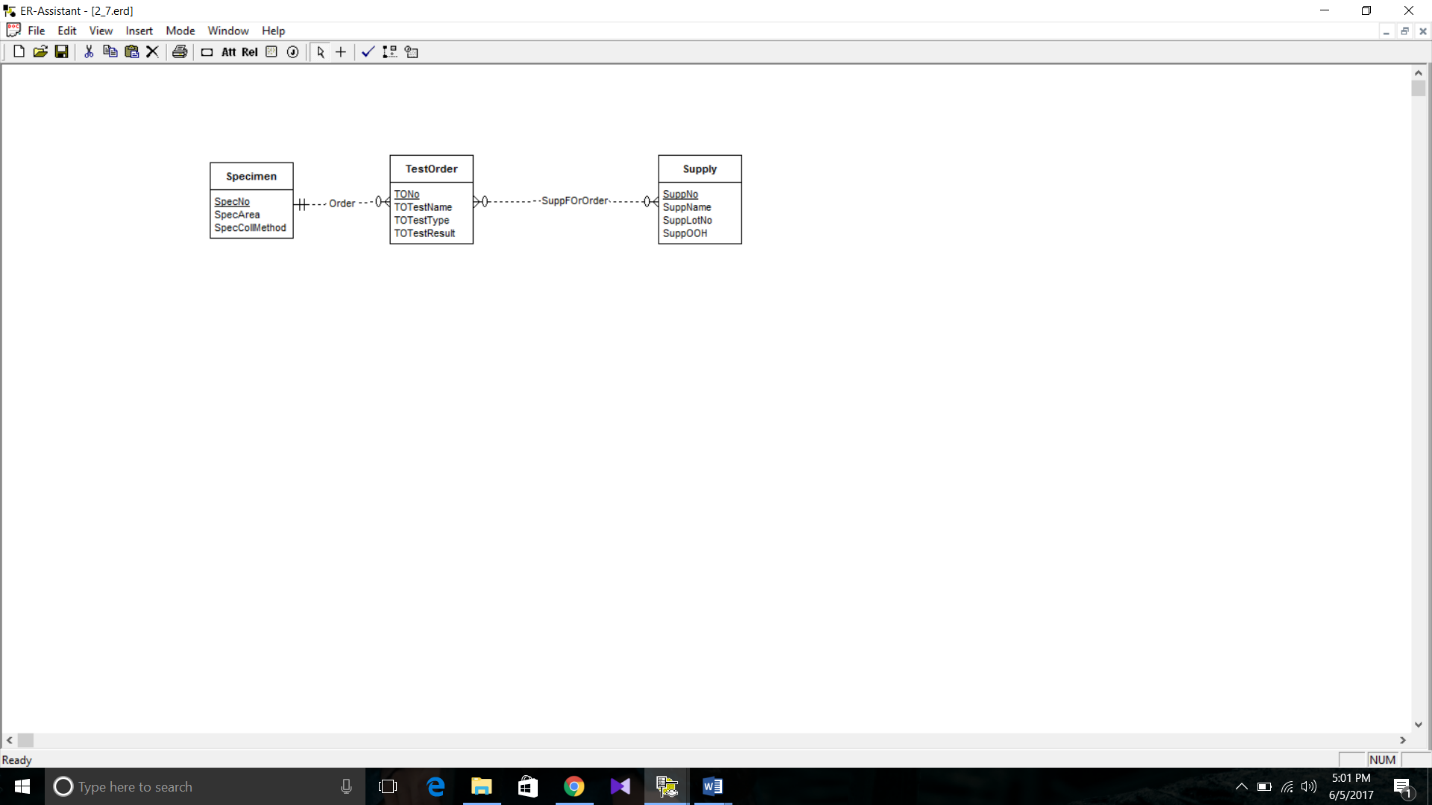 ER-Assistant - [2_7.erd]
File Edit View Insert Mode Window Help
Att Rel
Specimen
SpecNo
SpecArea
SpecCollMethod
Order
TestOrder
TONo
TOTestName
TOTestType
TOTestResult
SuppFOrOrder
Supply
SuppNo
SuppName
SuppLotNo
SuppOOH
Ready
NUM
Type here to search
5:01 PM
6/5/2017
1